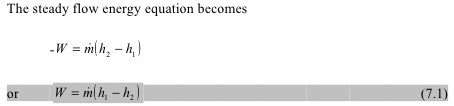 The steady flow energy equation becomes
-W = ṁ(h₂ − h₁)
or W = ṁ(h₁ − h₂) (7.1)